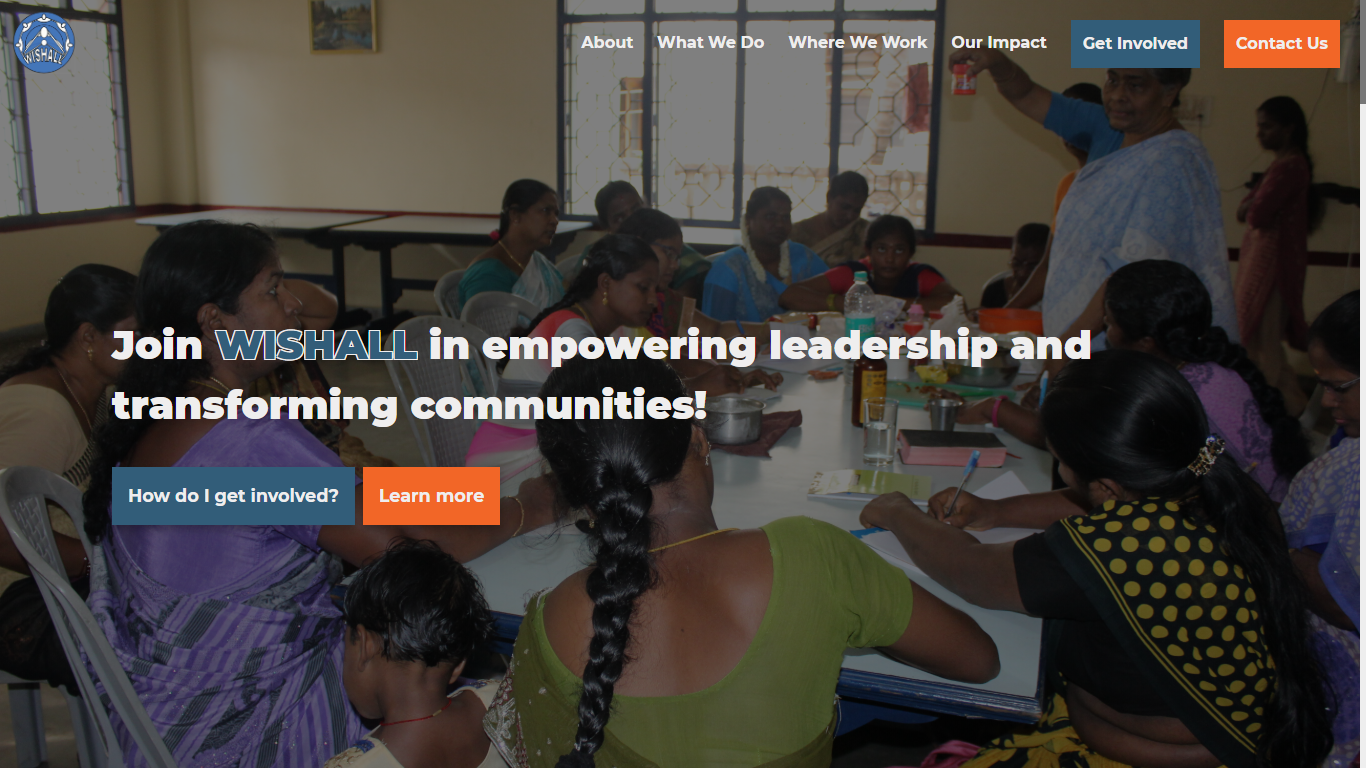 WISHALL
About What We Do Where We Work Our Impact Get Involved Contact Us
Join WISHALL in empowering leadership and
transforming communities!
How do I get involved? Learn more